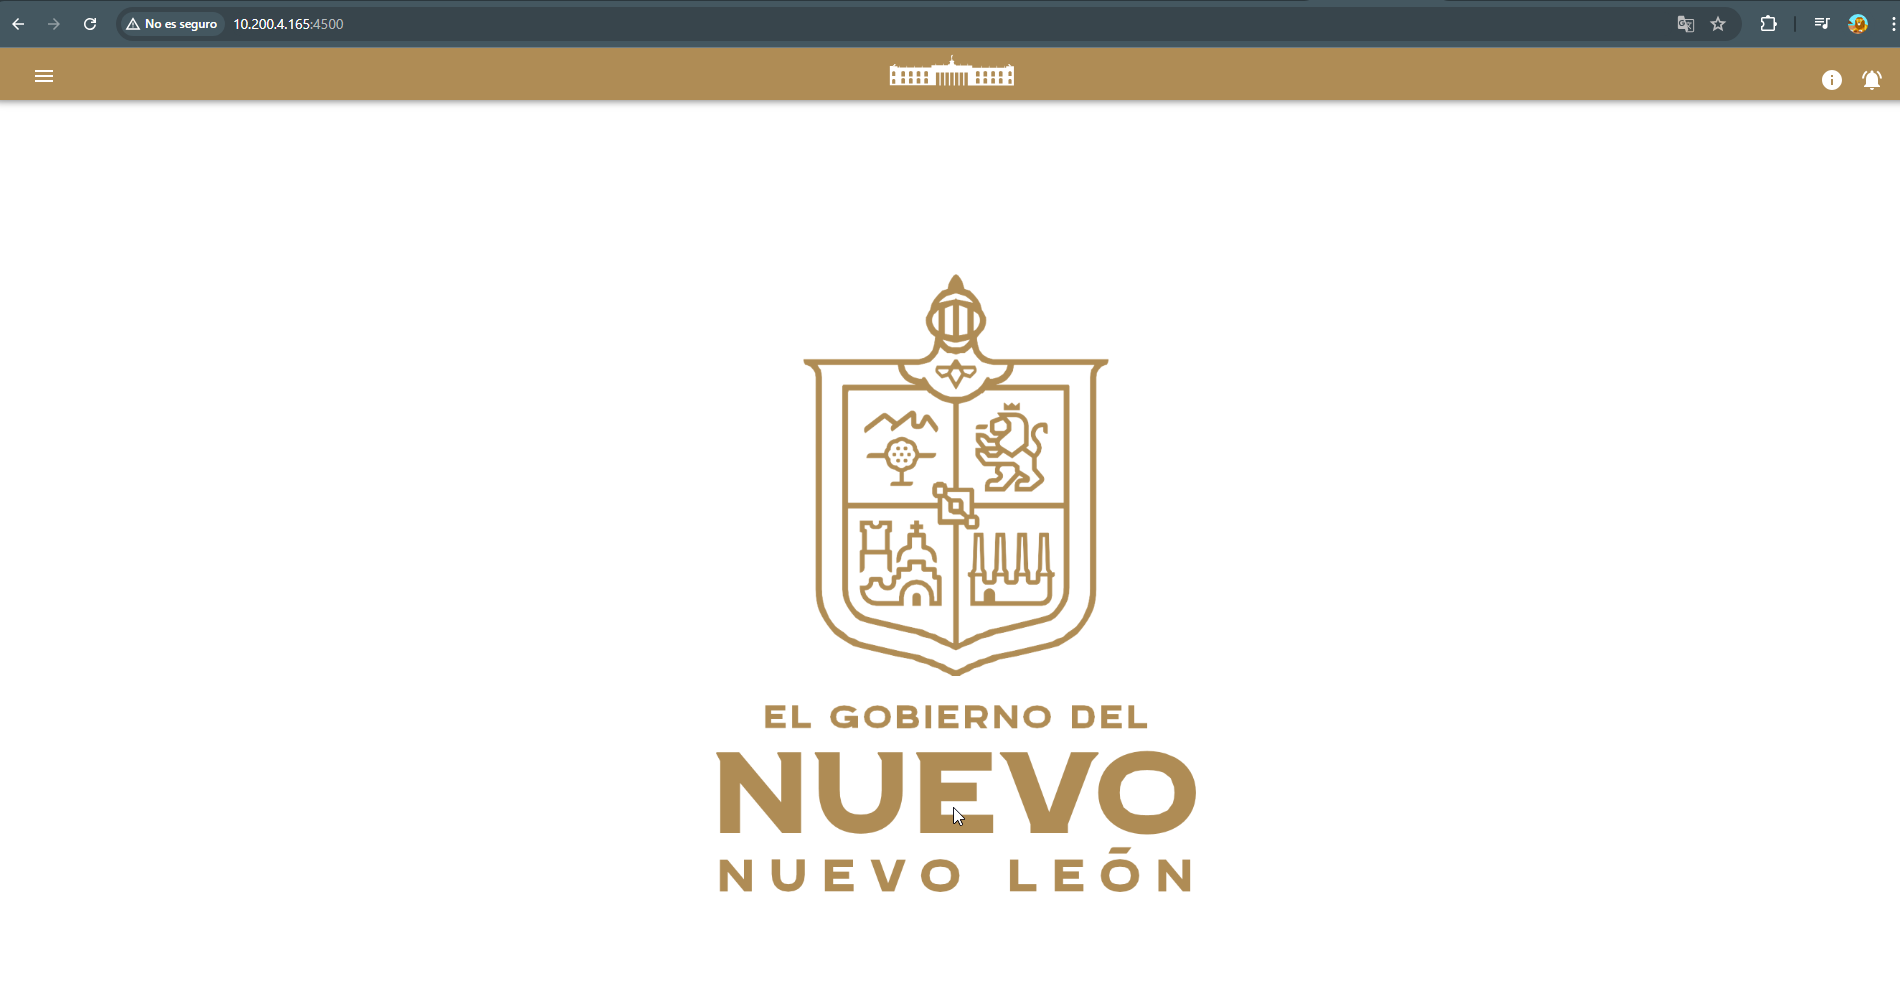 No es seguro 10.200.4.165:4500
EL GOBIERNO DEL
NUEVO
NUEVO LEÓN